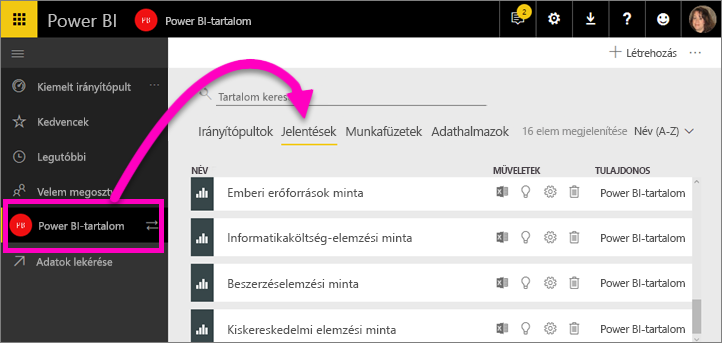 Power BI PB Power BI-tartalom 2
Létrehozás
Kiemelt irányítópult
Kedvencek
Legutóbbi
Velem megoszt
PB Power BI-tartalom
Adatok lekérése
Tartalom keres
Irányítópultok Jelentések Munkafüzetek Adathalmazok 16 elem megjelenítése Név (A-Z)
NÉV MŰVELETEK TULAJDONOS
Emberi erőforrások minta Power BI-tartalom
Informatikaköltség-elemzési minta Power BI-tartalom
Beszerzéselemzési minta Power BI-tartalom
Kiskereskedelmi elemzési minta Power BI-tartalom